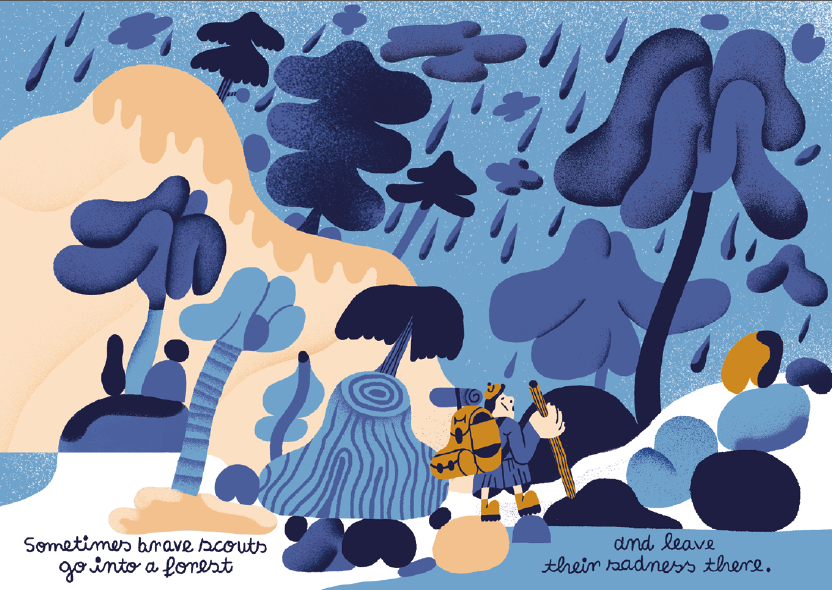 Sometimes brave scouts
go into a forest
and leave
their sadness there.